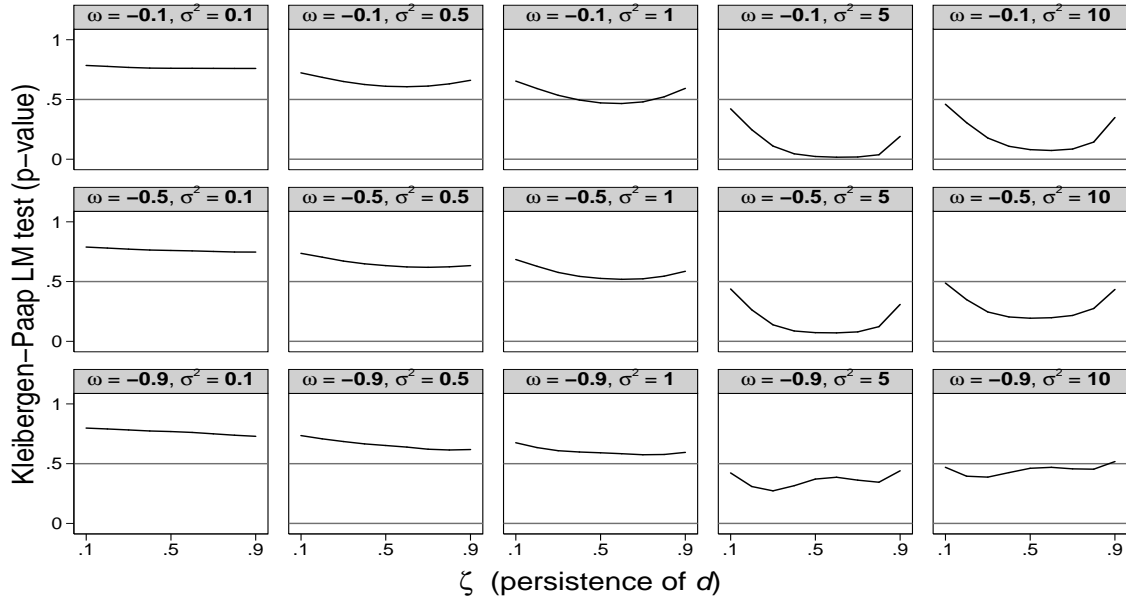 ω = −0.1, σ² = 0.1
ω = −0.1, σ² = 0.5
ω = −0.1, σ² = 1
ω = −0.1, σ² = 5
ω = −0.1, σ² = 10
1
.5
0
ω = −0.5, σ² = 0.1
ω = −0.5, σ² = 0.5
ω = −0.5, σ² = 1
ω = −0.5, σ² = 5
ω = −0.5, σ² = 10
1
.5
0
ω = −0.9, σ² = 0.1
ω = −0.9, σ² = 0.5
ω = −0.9, σ² = 1
ω = −0.9, σ² = 5
ω = −0.9, σ² = 10
1
.5
0
.1 .5 .9
.1 .5 .9
.1 .5 .9
.1 .5 .9
.1 .5 .9
Kleibergen−Paap LM test (p−value)
ζ (persistence of d)